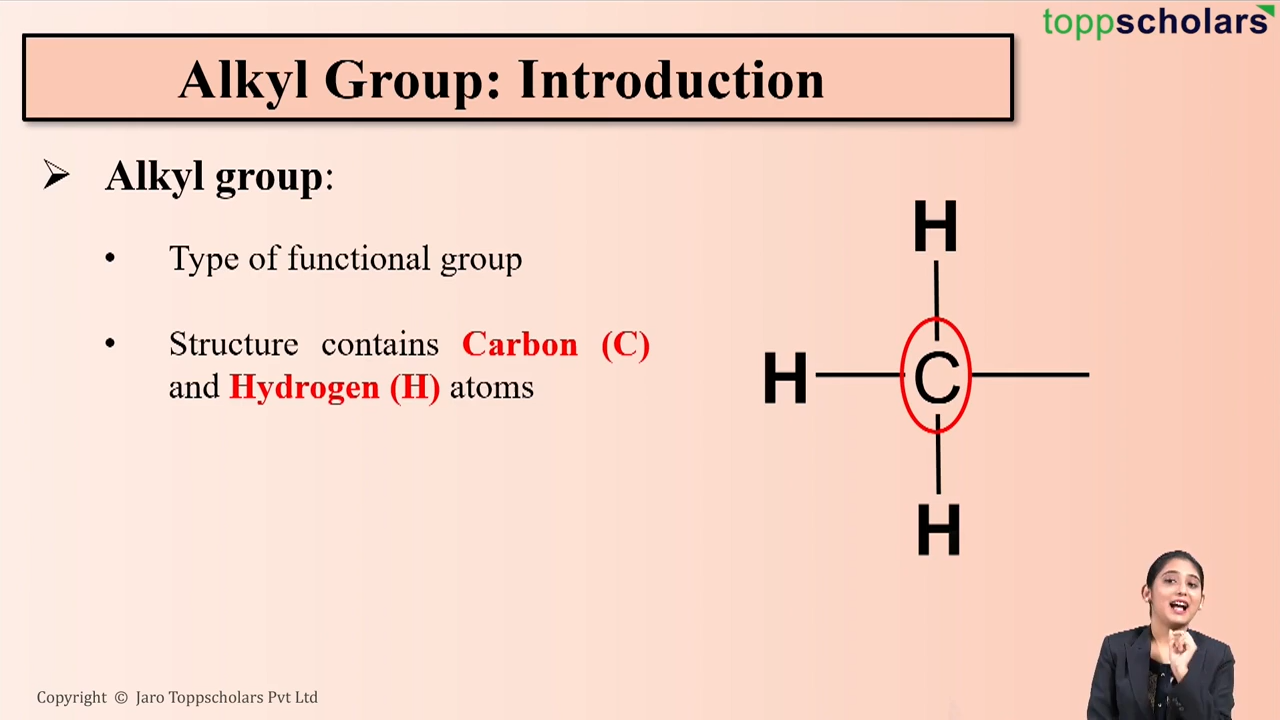 toppscholars
Alkyl Group: Introduction
➢ Alkyl group:
• Type of functional group
• Structure contains Carbon (C)
and Hydrogen (H) atoms
H
H C
H
Copyright © Jaro Toppscholars Pvt Ltd